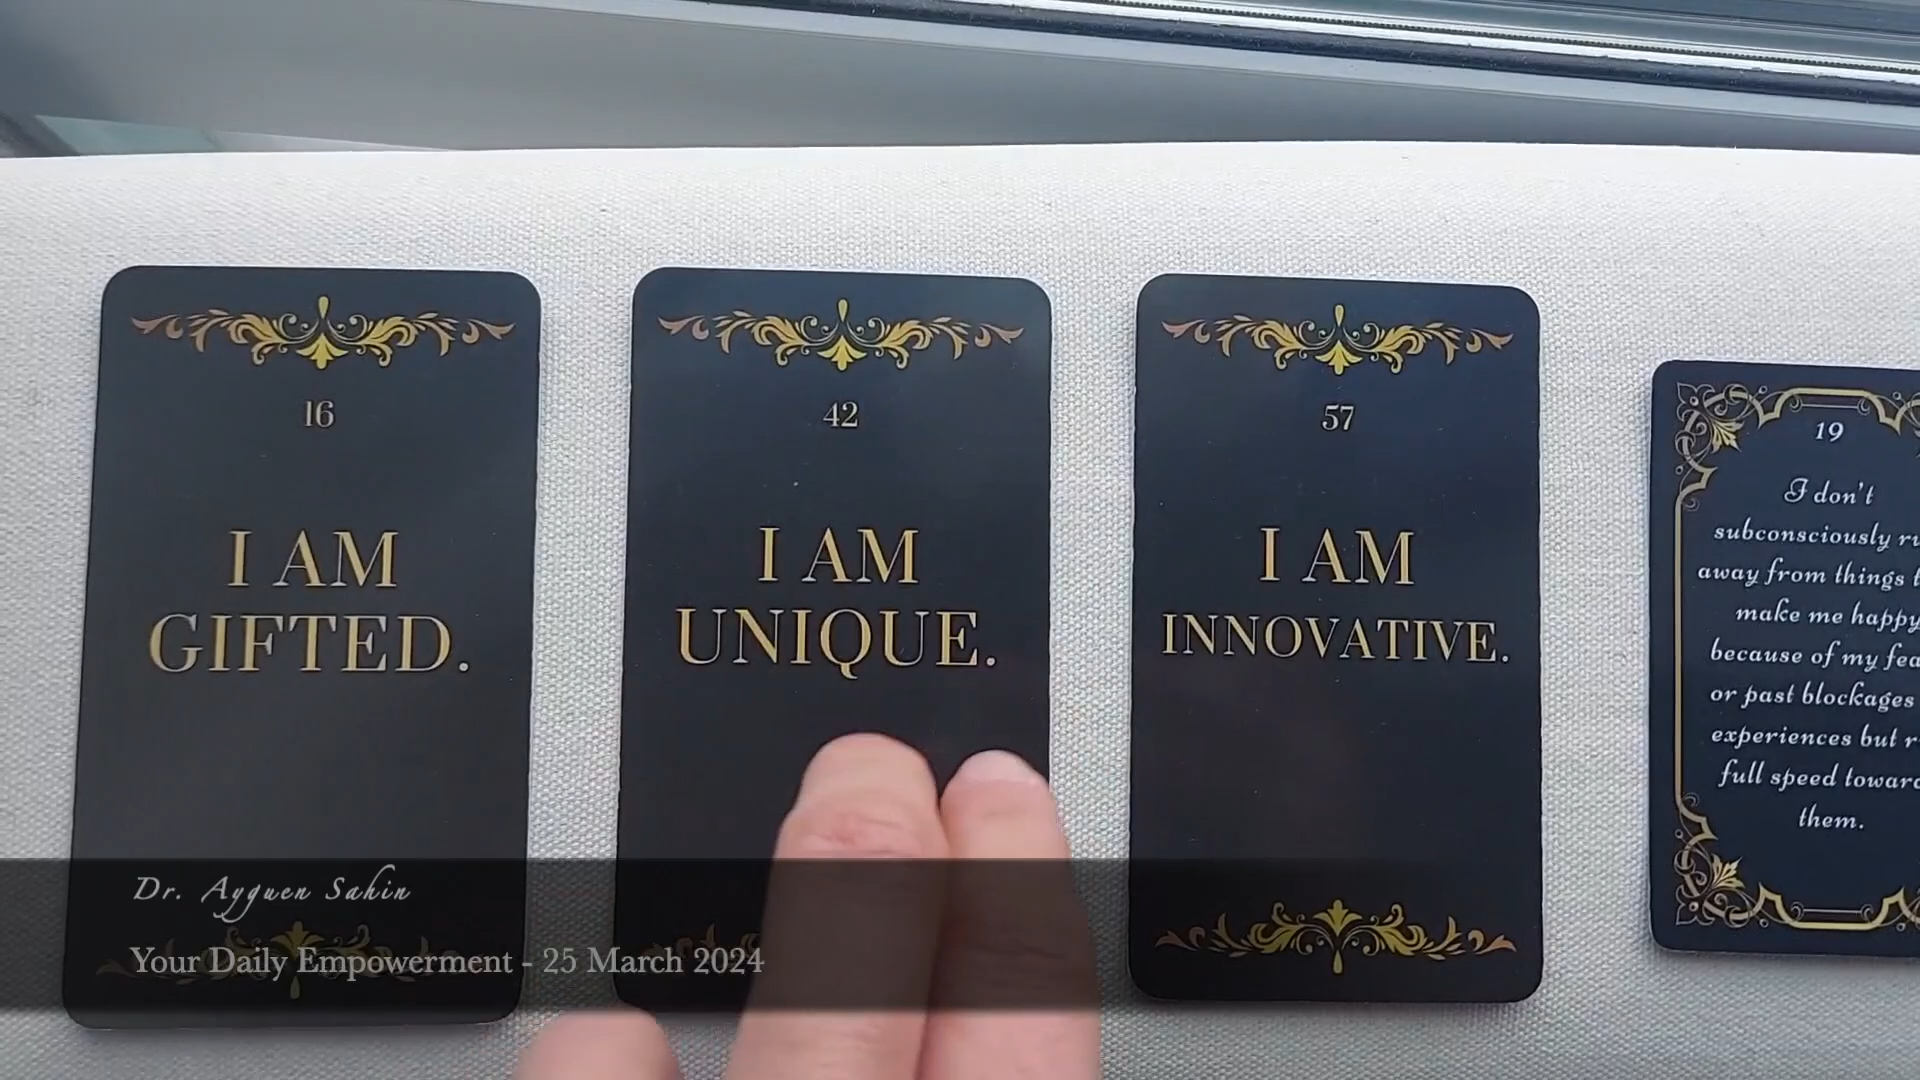 16
I AM
GIFTED.
42
I AM
UNIQUE.
57
I AM
INNOVATIVE.
19
I don't
subconsciously
away from things
make me happy
because of my
or past blockages
experiences but
full speed
them.
Dr. Ayguen Sahin
Your Daily Empowerment - 25 March 2024